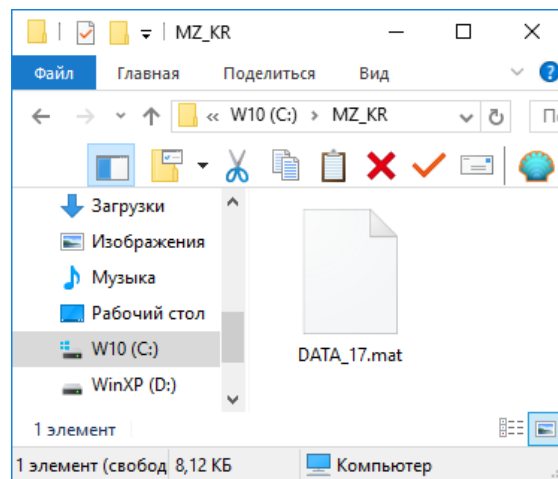 MZ_KR
Файл Главная Поделиться Вид
« W10 (C:) › MZ_KR
Загрузки
Изображения
Музыка
Рабочий стол
W10 (C:)
WinXP (D:)
DATA_17.mat
1 элемент
1 элемент (свобод 8,12 КБ Компьютер